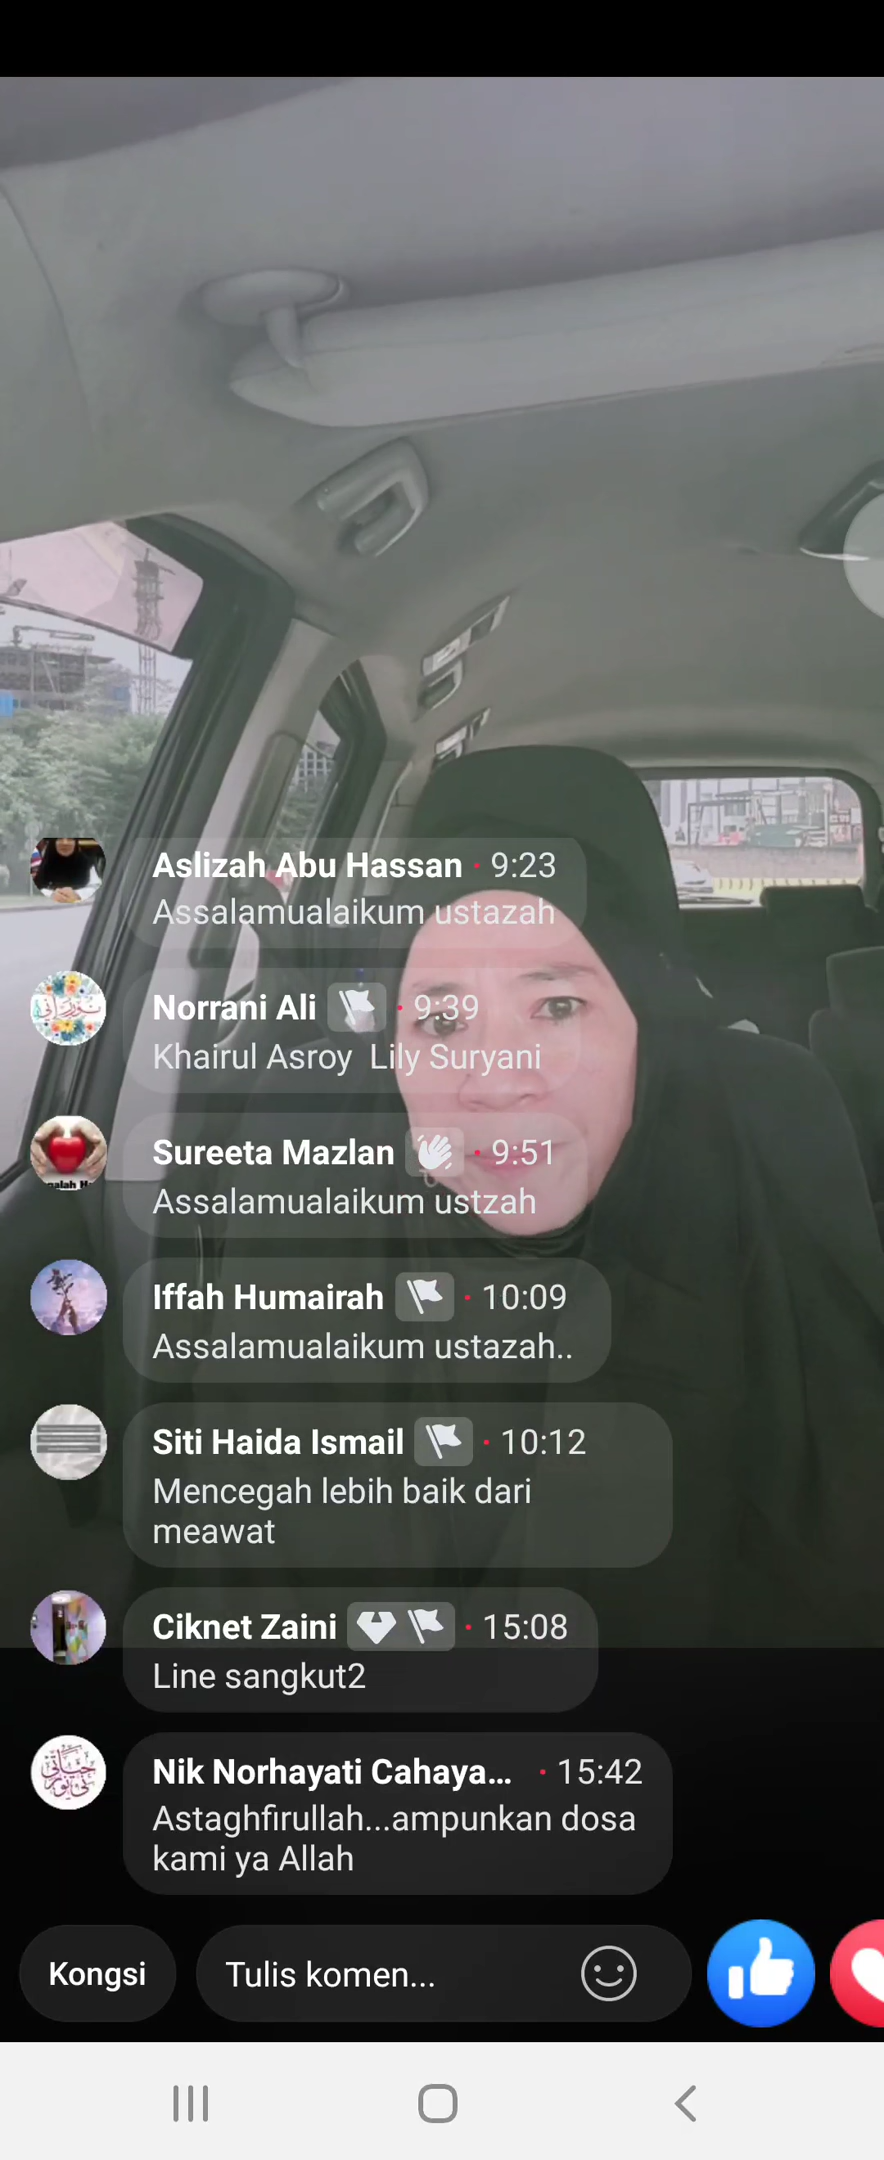 Aslizah Abu Hassan · 9:23
Assalamualaikum ustazah
Norrani Ali · 9:39
Khairul Asroy Lily Suryani
Sureeta Mazlan · 9:51
Assalamualaikum ustzah
Iffah Humairah · 10:09
Assalamualaikum ustazah..
Siti Haida Ismail · 10:12
Mencegah lebih baik dari
meawat
Ciknet Zaini · 15:08
Line sangkut2
Nik Norhayati Cahaya... · 15:42
Astaghfirullah...ampunkan dosa
kami ya Allah
Kongsi
Tulis komen...